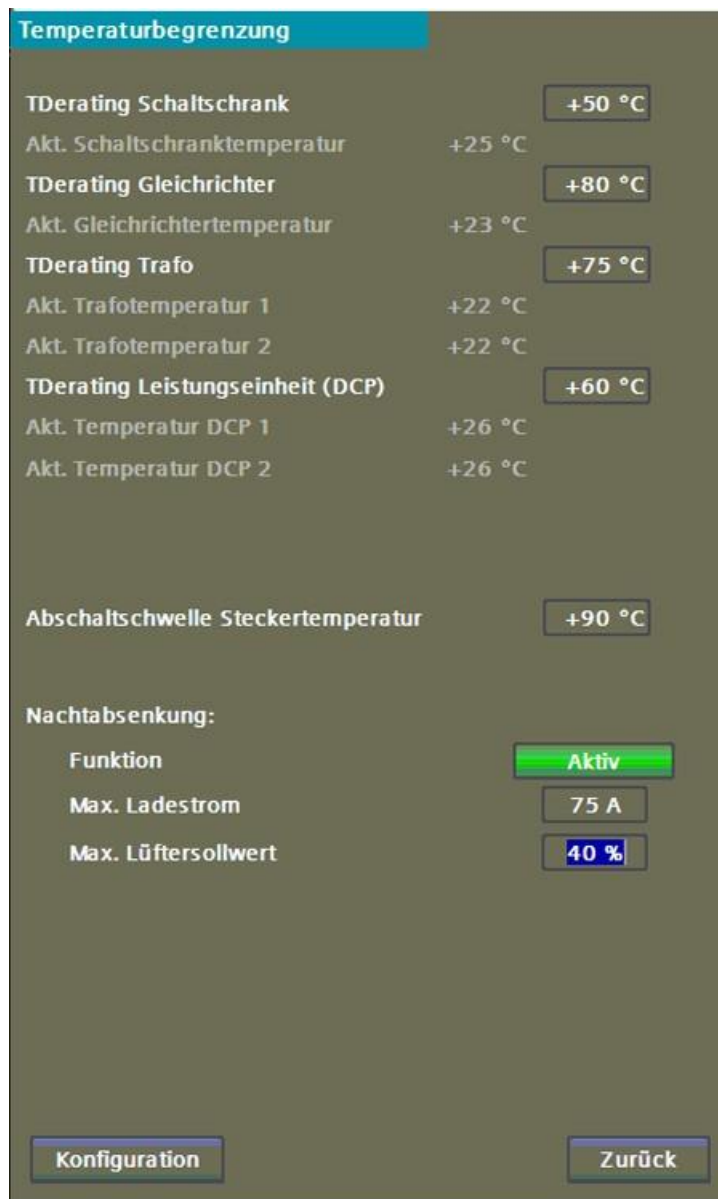 Temperaturbegrenzung
TDerating Schaltschrank +50 °C
Akt. Schaltschranktemperatur +25 °C
TDerating Gleichrichter +80 °C
Akt. Gleichrichtertemperatur +23 °C
TDerating Trafo +75 °C
Akt. Trafotemperatur 1 +22 °C
Akt. Trafotemperatur 2 +22 °C
TDerating Leistungseinheit (DCP) +60 °C
Akt. Temperatur DCP 1 +26 °C
Akt. Temperatur DCP 2 +26 °C
Abschaltschwelle Steckertemperatur +90 °C
Nachtabsenkung:
Funktion Aktiv
Max. Ladestrom 75 A
Max. Lüftersollwert 40 %
Konfiguration Zurück